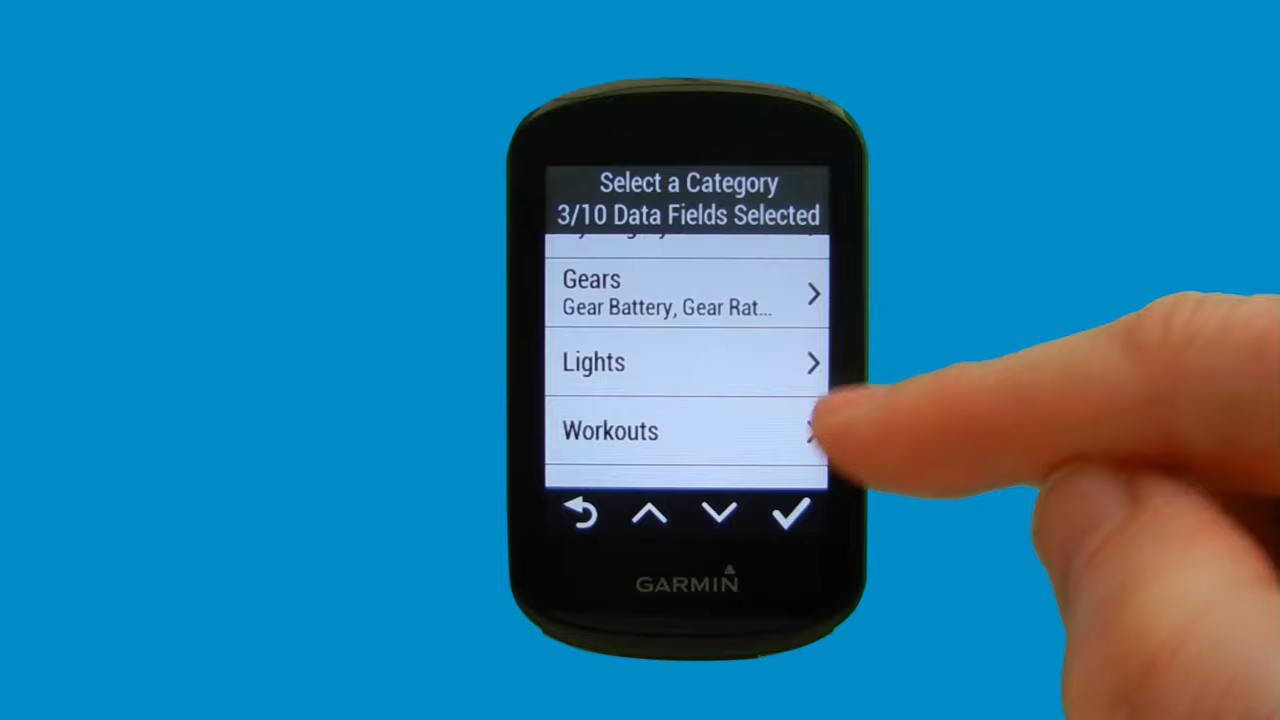 Select a Category
3/10 Data Fields Selected
Gears
Gear Battery, Gear Rat...
Lights
Workouts
GARMIN